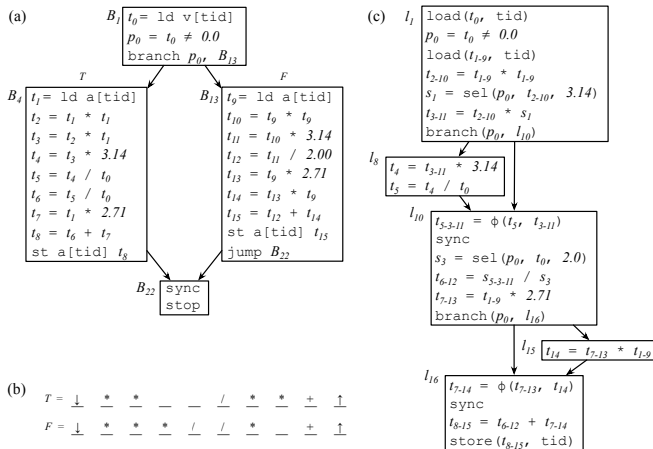 (a)
B₁
t₀ = ld v[tid]
p₀ = t₀ ≠ 0.0
branch p₀, B₁₃
T
B₄
t₁ = ld a[tid]
t₂ = t₁ * t₁
t₃ = t₂ * t₁
t₄ = t₃ * 3.14
t₅ = t₄ / t₀
t₆ = t₅ / t₀
t₇ = t₁ * 2.71
t₈ = t₆ + t₇
st a[tid] t₈
F
B₁₃
t₉ = ld a[tid]
t₁₀ = t₉ * t₉
t₁₁ = t₁₀ * 3.14
t₁₂ = t₁₁ / 2.00
t₁₃ = t₉ * 2.71
t₁₄ = t₁₃ * t₉
t₁₅ = t₁₂ + t₁₄
st a[tid] t₁₅
jump B₂₂
B₂₂
sync
stop
(b)
T = ↓ * * _ _ / * * + ↑
F = ↓ * * * / / * _ + ↑
(c)
l₁
load(t₀, tid)
p₀ = t₀ ≠ 0.0
load(t₁₋₉, tid)
t₂₋₁₀ = t₁₋₉ * t₁₋₉
s₁ = sel(p₀, t₂₋₁₀, 3.14)
t₃₋₁₁ = t₂₋₁₀ * s₁
branch(p₀, l₁₀)
l₈
t₄ = t₃₋₁₁ * 3.14
t₅ = t₄ / t₀
l₁₀
t₅₋₃₋₁₁ = ϕ(t₅, t₃₋₁₁)
sync
s₃ = sel(p₀, t₀, 2.0)
t₆₋₁₂ = s₅₋₃₋₁₁ / s₃
t₇₋₁₃ = t₁₋₉ * 2.71
branch(p₀, l₁₆)
l₁₅
t₁₄ = t₇₋₁₃ * t₁₋₉
l₁₆
t₇₋₁₄ = ϕ(t₇₋₁₃, t₁₄)
sync
t₈₋₁₅ = t₆₋₁₂ + t₇₋₁₄
store(t₈₋₁₅, tid)